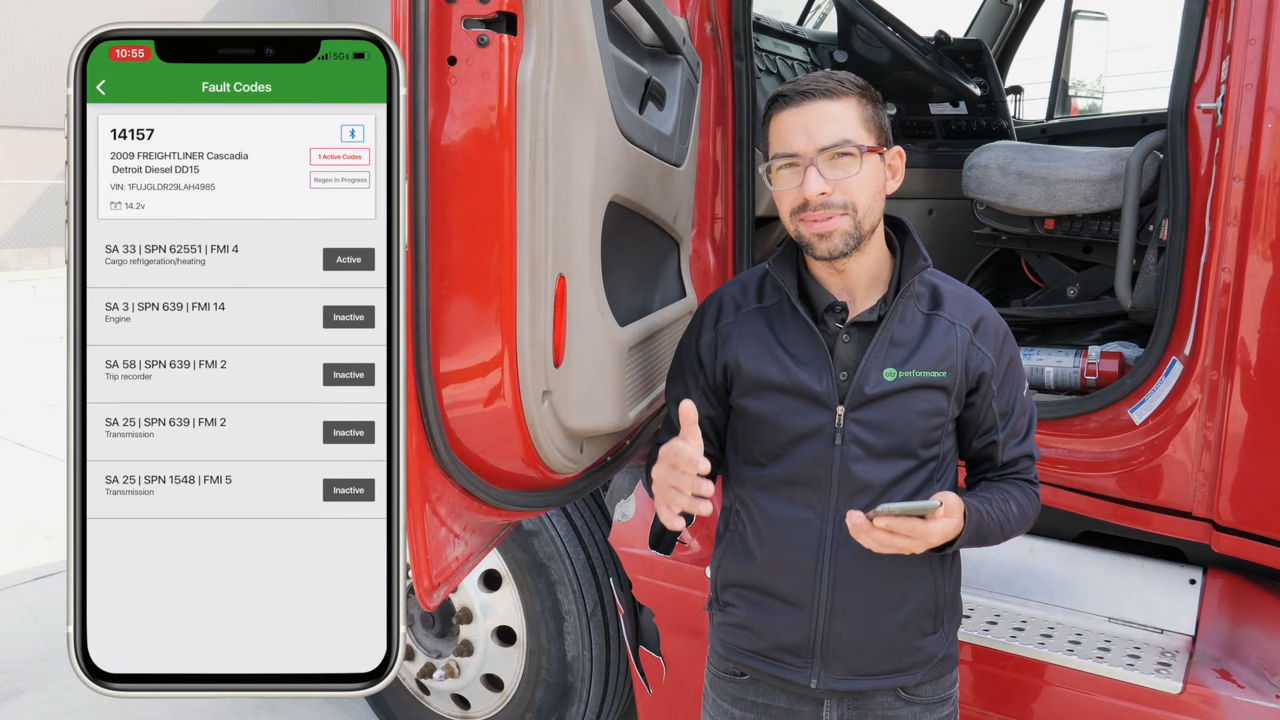 10:55
5GE
Fault Codes
14157
2009 FREIGHTLINER Cascadia
Detroit Diesel DD15
VIN: 1FUJGLDR29LAH4985
14.2v
1 Active Codes
Regen In Progress
SA 33 | SPN 62551 | FMI 4
Cargo refrigeration/heating
Active
SA 3 | SPN 639 | FMI 14
Engine
Inactive
SA 58 | SPN 639 | FMI 2
Trip recorder
Inactive
SA 25 | SPN 639 | FMI 2
Transmission
Inactive
SA 25 | SPN 1548 | FMI 5
Transmission
Inactive
otr performance